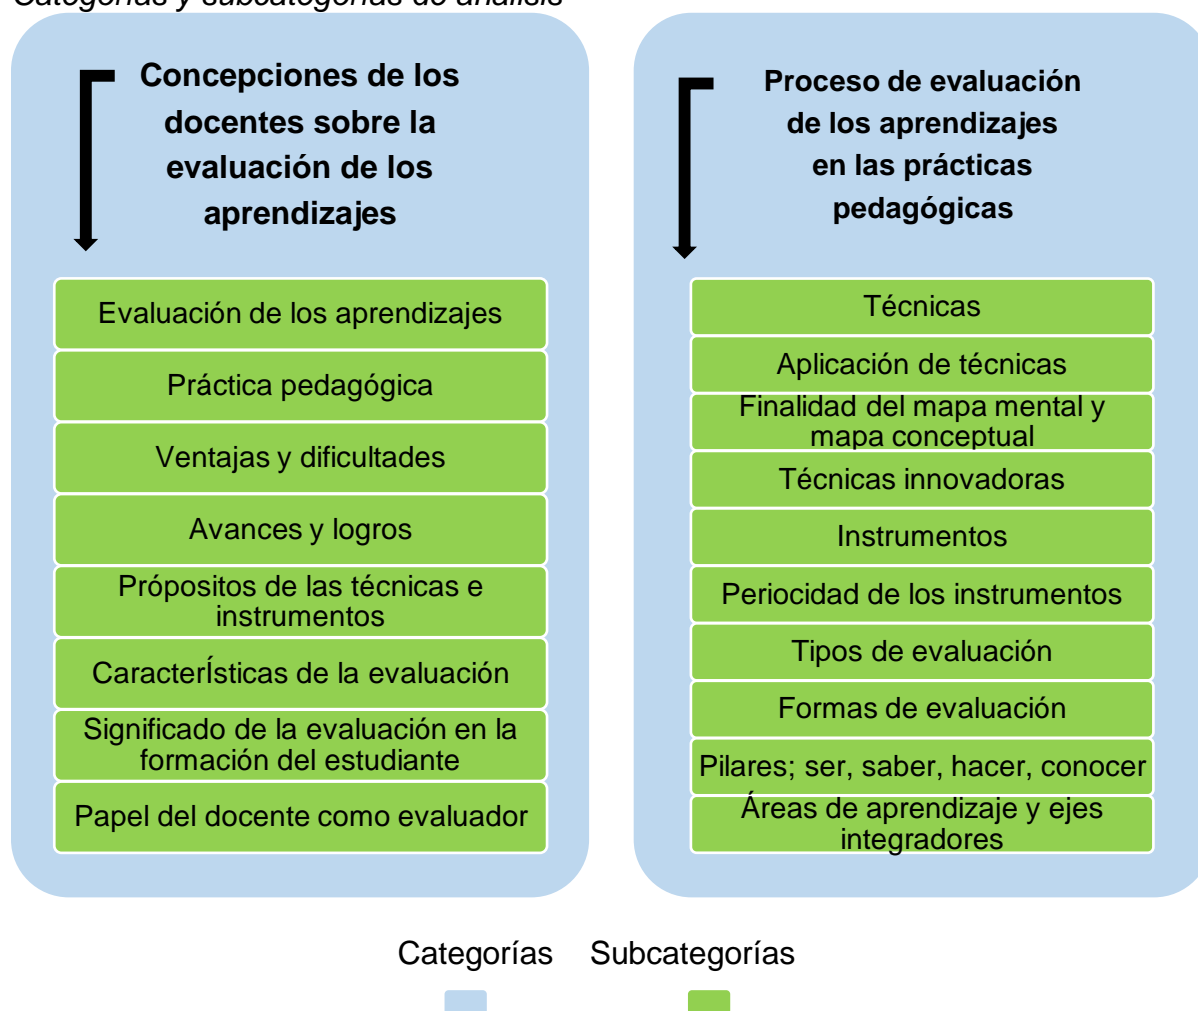 Categorías y subcategorías de análisis
Concepciones de los
docentes sobre la
evaluación de los
aprendizajes
Evaluación de los aprendizajes
Práctica pedagógica
Ventajas y dificultades
Avances y logros
Própositos de las técnicas e
instrumentos
CaracterÍsticas de la evaluación
Significado de la evaluación en la
formación del estudiante
Papel del docente como evaluador
Proceso de evaluación
de los aprendizajes
en las prácticas
pedagógicas
Técnicas
Aplicación de técnicas
Finalidad del mapa mental y
mapa conceptual
Técnicas innovadoras
Instrumentos
Periocidad de los instrumentos
Tipos de evaluación
Formas de evaluación
Pilares; ser, saber, hacer, conocer
Áreas de aprendizaje y ejes
integradores
Categorías Subcategorías